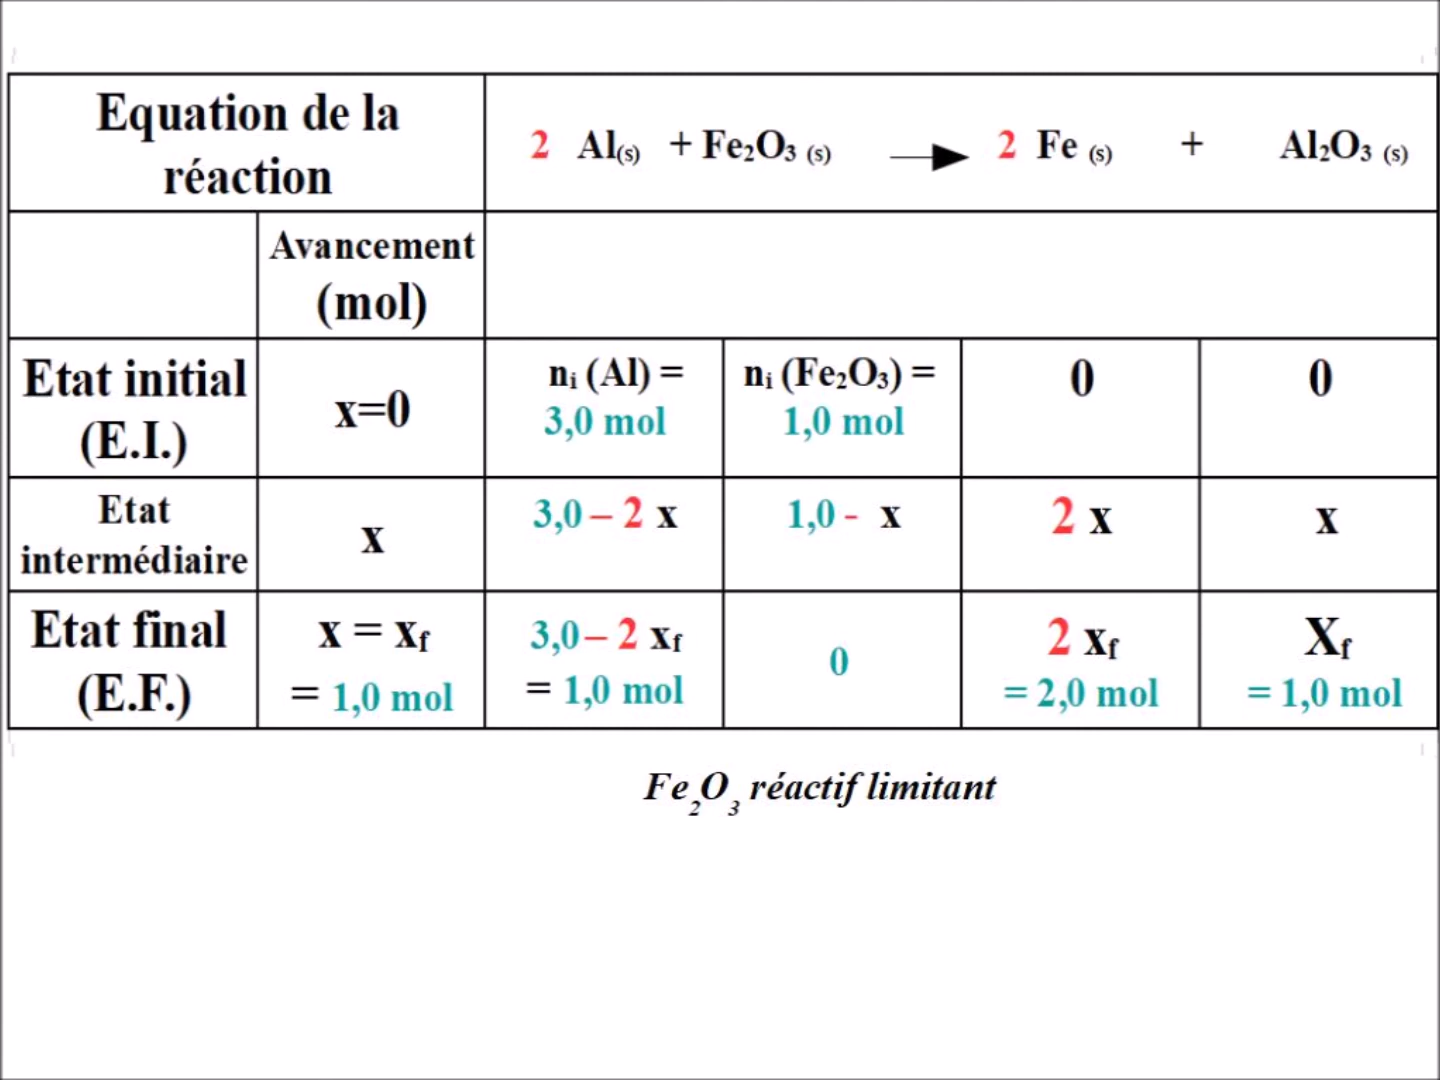 Equation de la
réaction
2 Al(s) + Fe₂O₃ (s) → 2 Fe (s) + Al₂O₃ (s)
Avancement
(mol)
Etat initial
(E.I.)
x=0
nᵢ (Al) =
3,0 mol
nᵢ (Fe₂O₃) =
1,0 mol
0
0
Etat
intermédiaire
x
3,0 – 2 x
1,0 - x
2 x
x
Etat final
(E.F.)
x = xf
= 1,0 mol
3,0 – 2 xf
= 1,0 mol
0
2 xf
= 2,0 mol
Xf
= 1,0 mol
Fe₂O₃ réactif limitant